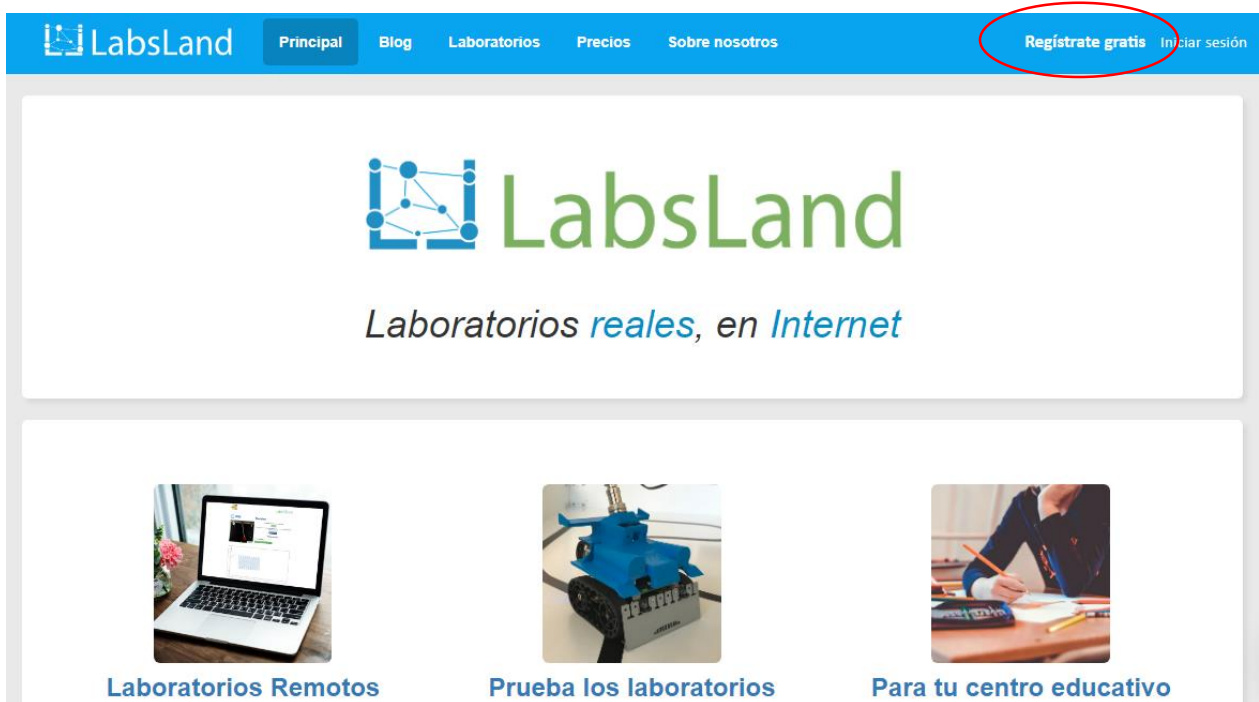 LabsLand Principal Blog Laboratorios Precios Sobre nosotros Regístrate gratis Iniciar sesión
LabsLand
Laboratorios reales, en Internet
Laboratorios Remotos Prueba los laboratorios Para tu centro educativo